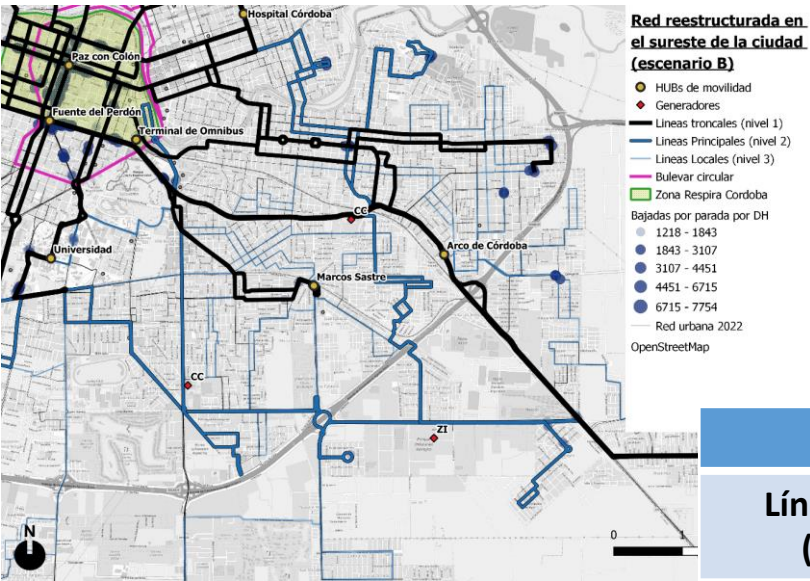 Hospital Córdoba
Paz con Colón
Fuente del Perdón
Terminal de Omnibus
CC
Universidad
Arco de Córdoba
Marcos Sastre
CC
ZI
N
0
1
Red reestructurada en
el sureste de la ciudad
(escenario B)
HUBs de movilidad
Generadores
Lineas troncales (nivel 1)
Lineas Principales (nivel 2)
Lineas Locales (nivel 3)
Bulevar circular
Zona Respira Cordoba
Bajadas por parada por DH
1218 - 1843
1843 - 3107
3107 - 4451
4451 - 6715
6715 - 7754
Red urbana 2022
OpenStreetMap
Lín
(